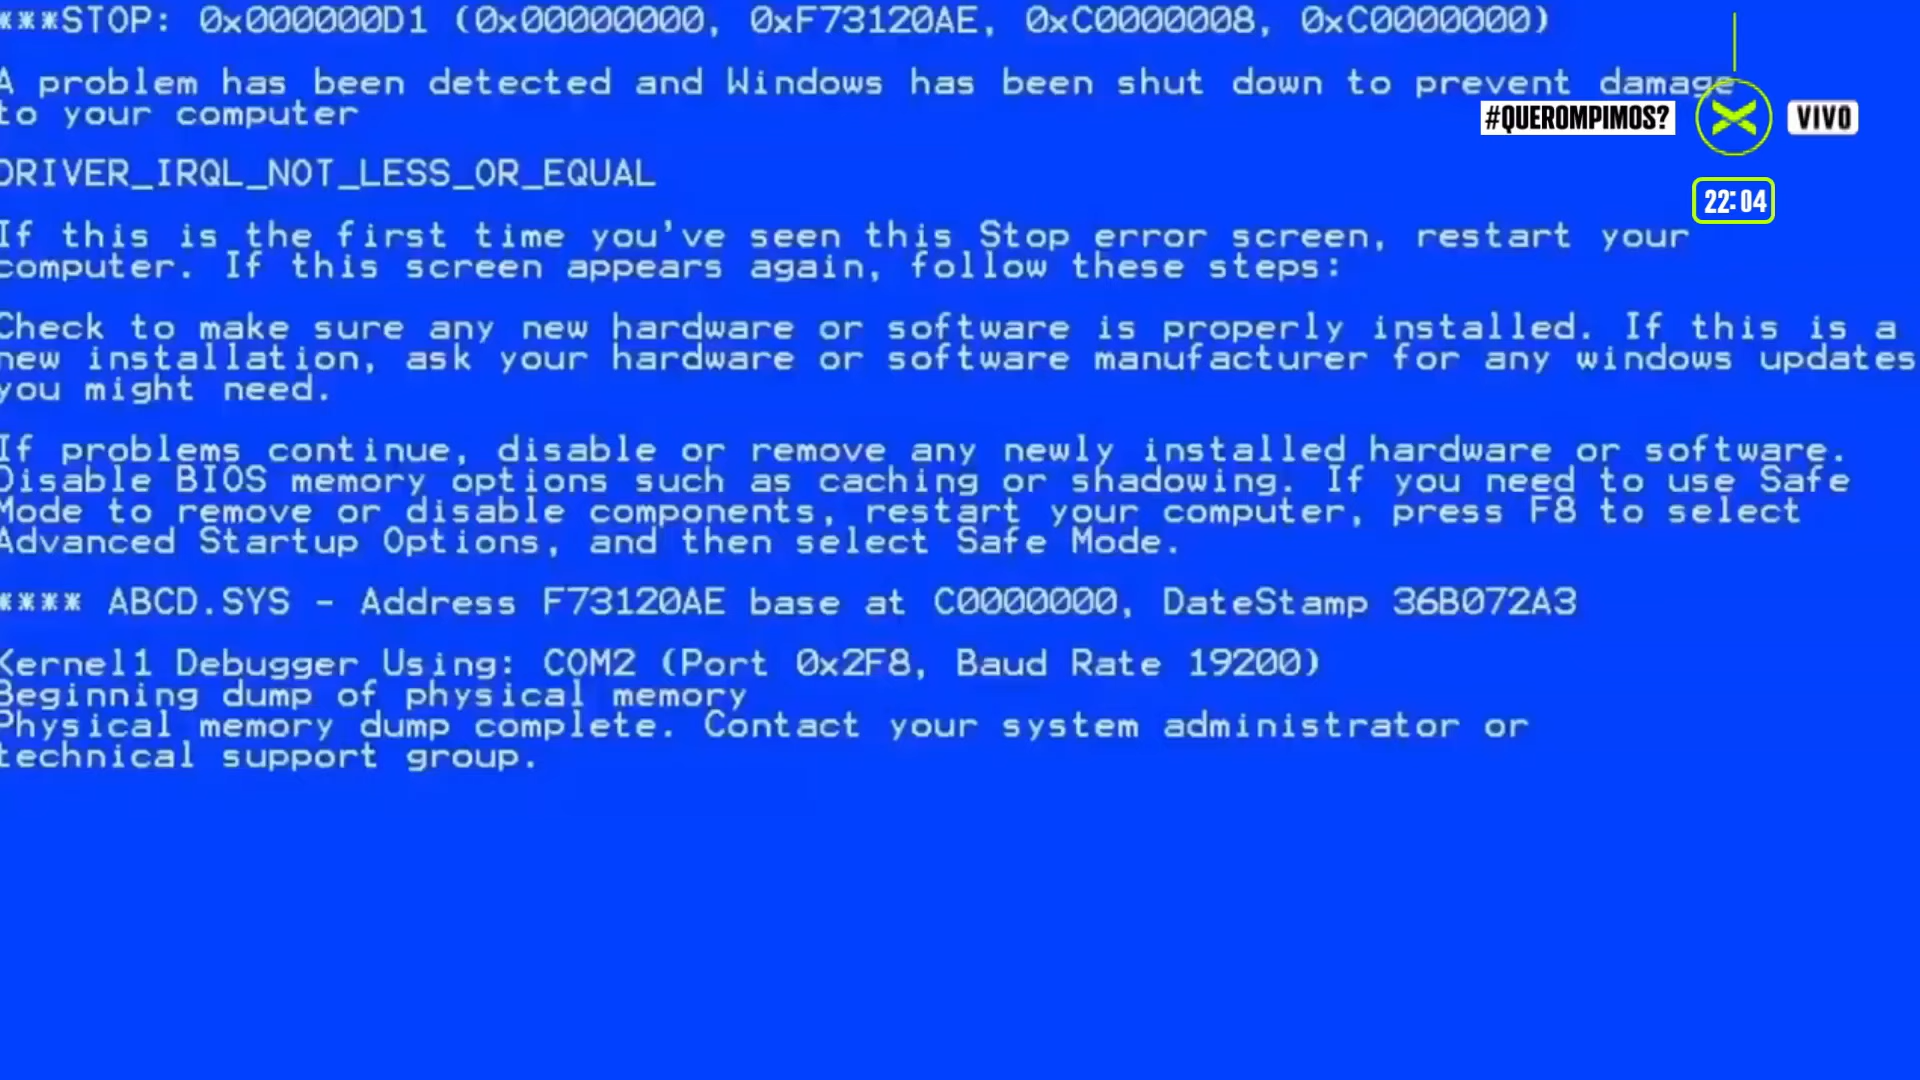 ***STOP: 0x000000D1 (0x00000000, 0xF73120AE, 0xC0000008, 0xC0000000)
A problem has been detected and Windows has been shut down to prevent damage
to your computer
#QUEROMPIMOS?
VIVO
DRIVER_IRQL_NOT_LESS_OR_EQUAL
22:04
If this is the first time you've seen this Stop error screen, restart your
computer. If this screen appears again, follow these steps:
Check to make sure any new hardware or software is properly installed. If this is a
new installation, ask your hardware or software manufacturer for any windows updates
you might need.
If problems continue, disable or remove any newly installed hardware or software.
Disable BIOS memory options such as caching or shadowing. If you need to use Safe
Mode to remove or disable components, restart your computer, press F8 to select
Advanced Startup Options, and then select Safe Mode.
**** ABCD.SYS - Address F73120AE base at C0000000, DateStamp 36B072A3
Kernel1 Debugger Using: COM2 (Port 0x2F8, Baud Rate 19200)
Beginning dump of physical memory
Physical memory dump complete. Contact your system administrator or
technical support group.